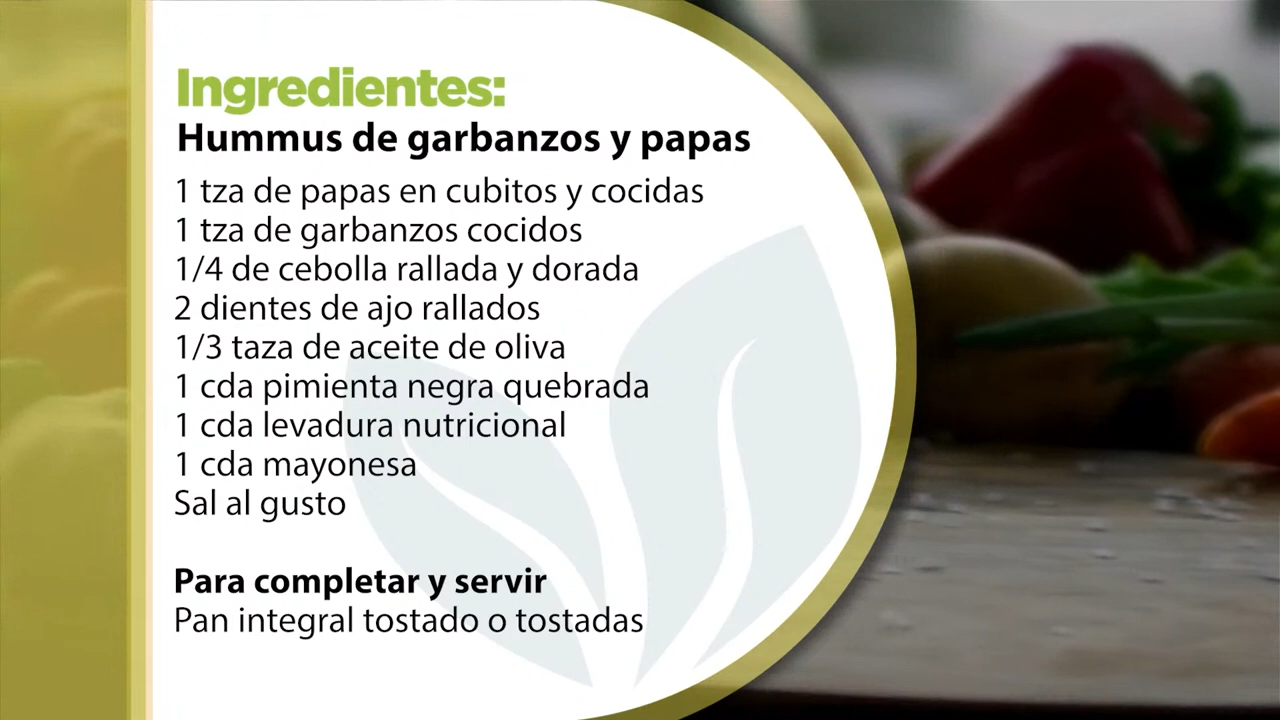 Ingredientes:
Hummus de garbanzos y papas
1 tza de papas en cubitos y cocidas
1 tza de garbanzos cocidos
1/4 de cebolla rallada y dorada
2 dientes de ajo rallados
1/3 taza de aceite de oliva
1 cda pimienta negra quebrada
1 cda levadura nutricional
1 cda mayonesa
Sal al gusto
Para completar y servir
Pan integral tostado o tostadas